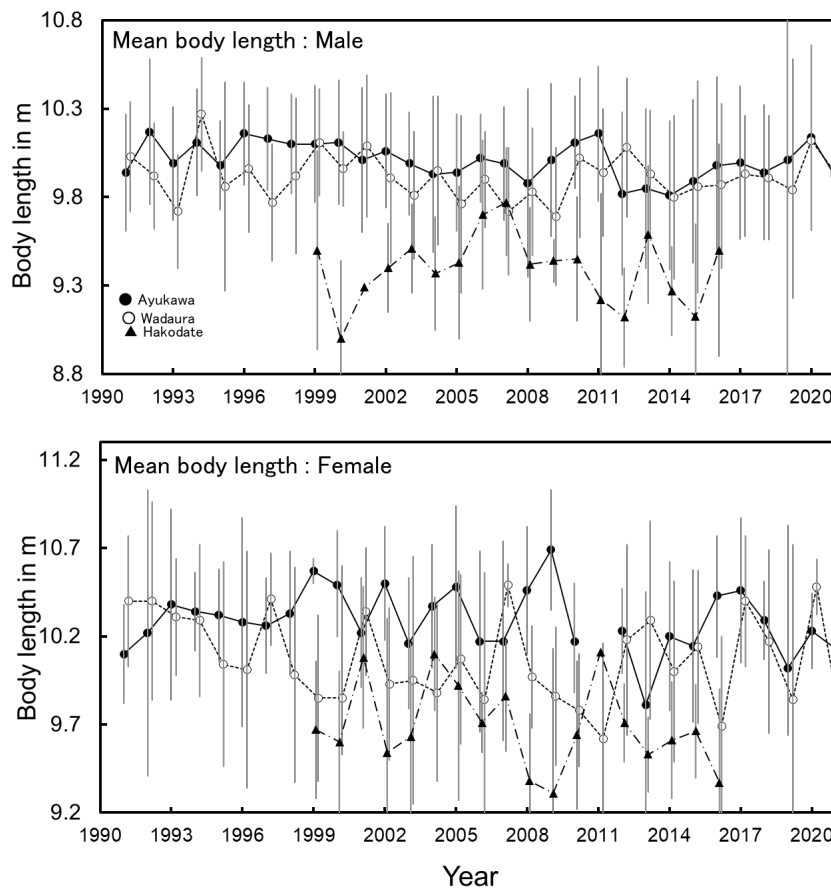 10.8
Mean body length : Male
10.3
9.8
9.3
8.8
Body length in m
Ayukawa
Wadaura
Hakodate
1990 1993 1996 1999 2002 2005 2008 2011 2014 2017 2020
11.2
Mean body length : Female
10.7
10.2
9.7
9.2
Body length in m
1990 1993 1996 1999 2002 2005 2008 2011 2014 2017 2020
Year